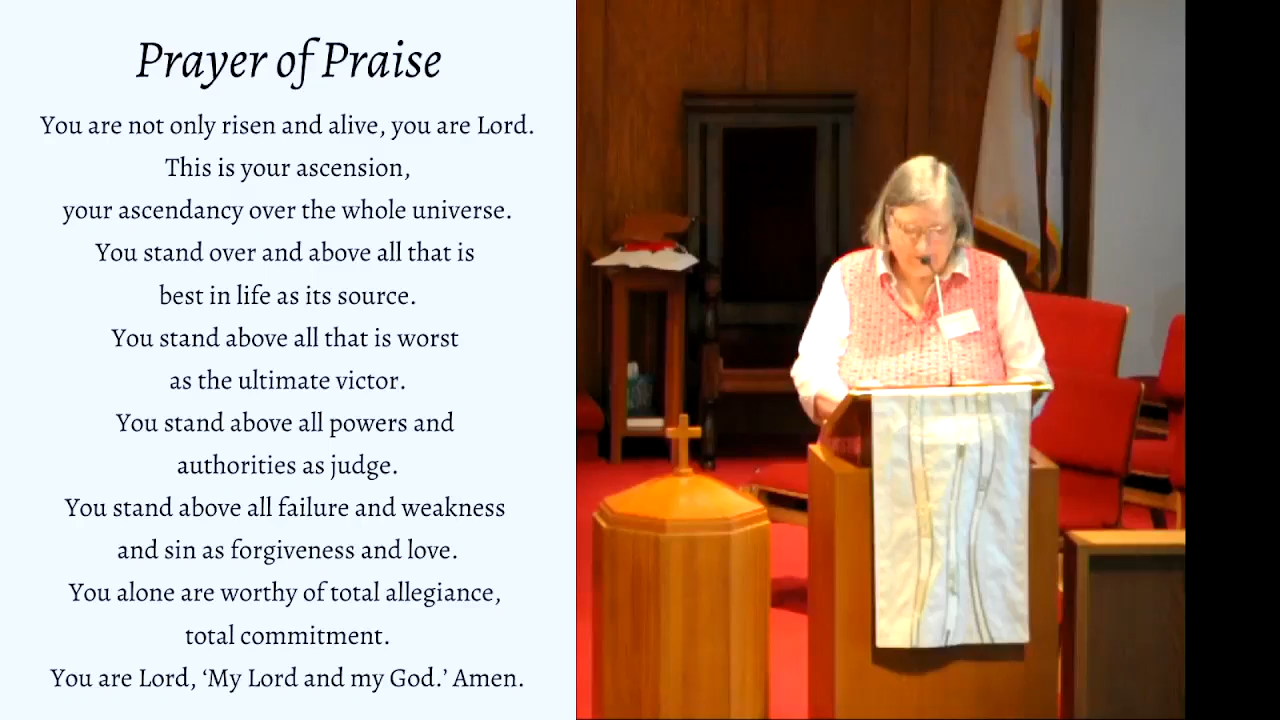 Prayer of Praise
You are not only risen and alive, you are Lord.
This is your ascension,
your ascendancy over the whole universe.
You stand over and above all that is
best in life as its source.
You stand above all that is worst
as the ultimate victor.
You stand above all powers and
authorities as judge.
You stand above all failure and weakness
and sin as forgiveness and love.
You alone are worthy of total allegiance,
total commitment.
You are Lord, ‘My Lord and my God.’ Amen.